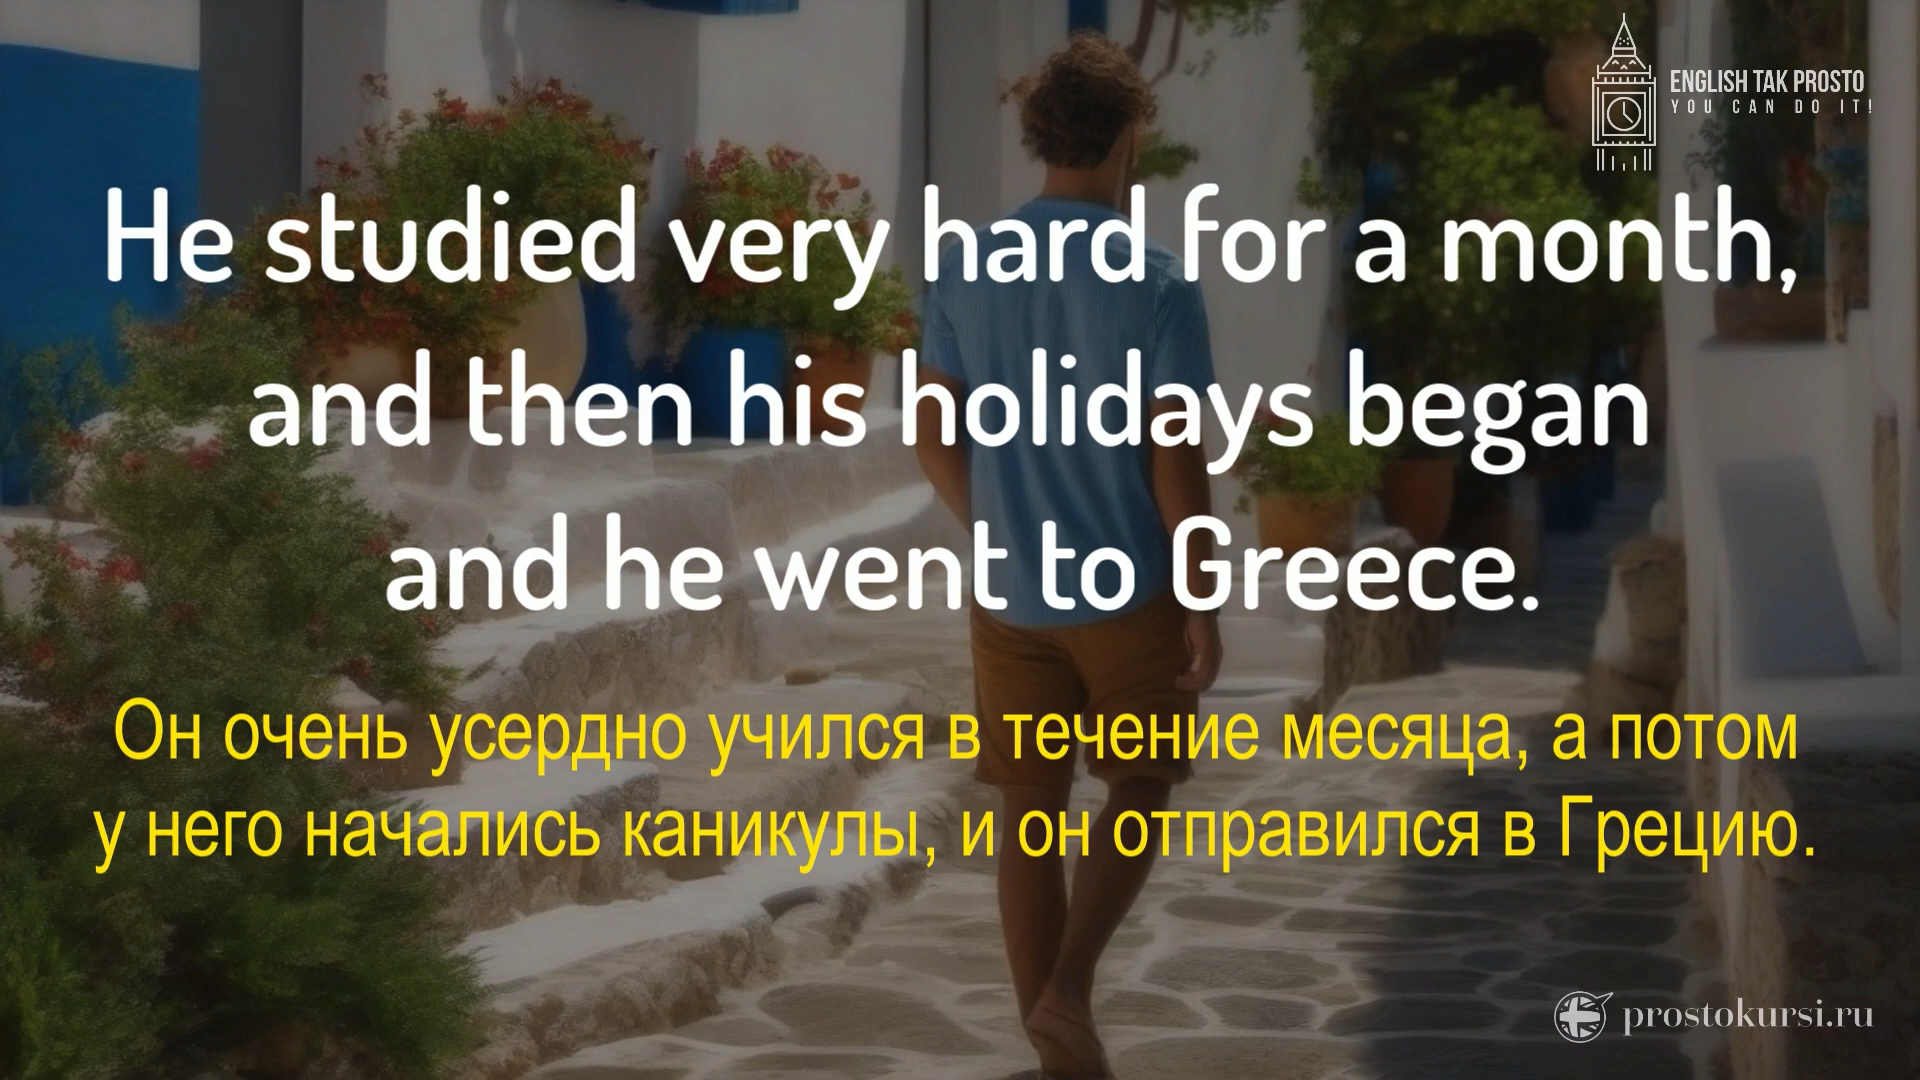 ENGLISH TAK PROSTO
YOU CAN DO IT!
He studied very hard for a month,
and then his holidays began
and he went to Greece.
Он очень усердно учился в течение месяца, а потом
у него начались каникулы, и он отправился в Грецию.
prostokursi.ru